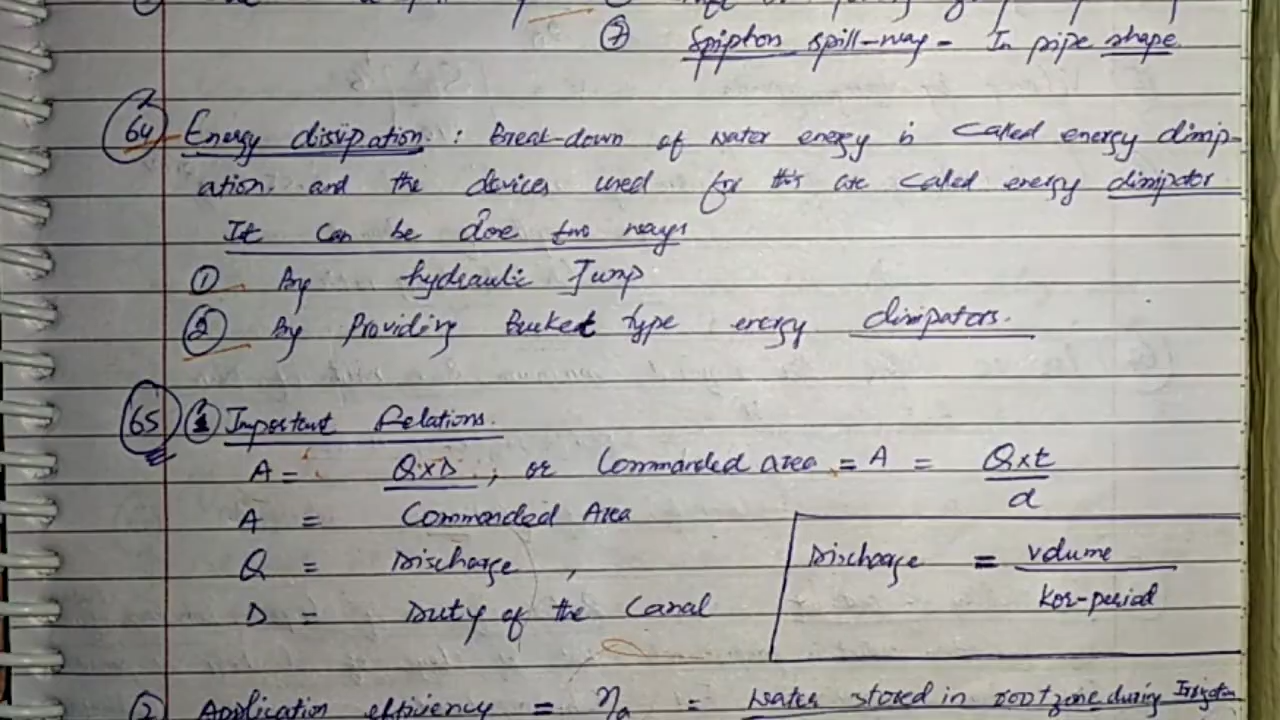 ⑦ Spipton spill-way - In pipe shape
64 Energy dissipation : Break-down of water energy is called energy dissip-
ation. and the devices used for this are called energy dissipator
It can be done two ways
① By hydraulic Jump
② By Providing Bucket type energy dissipators.
65 ① Important Relations.
A = Q×D, or Commanded area = A = Q×t / d
A = Commanded Area
Q = Discharge,
D = Duty of the Canal
Discharge = volume / Kor-period
② Application efficiency = ηa = water stored in root zone during Irrigation